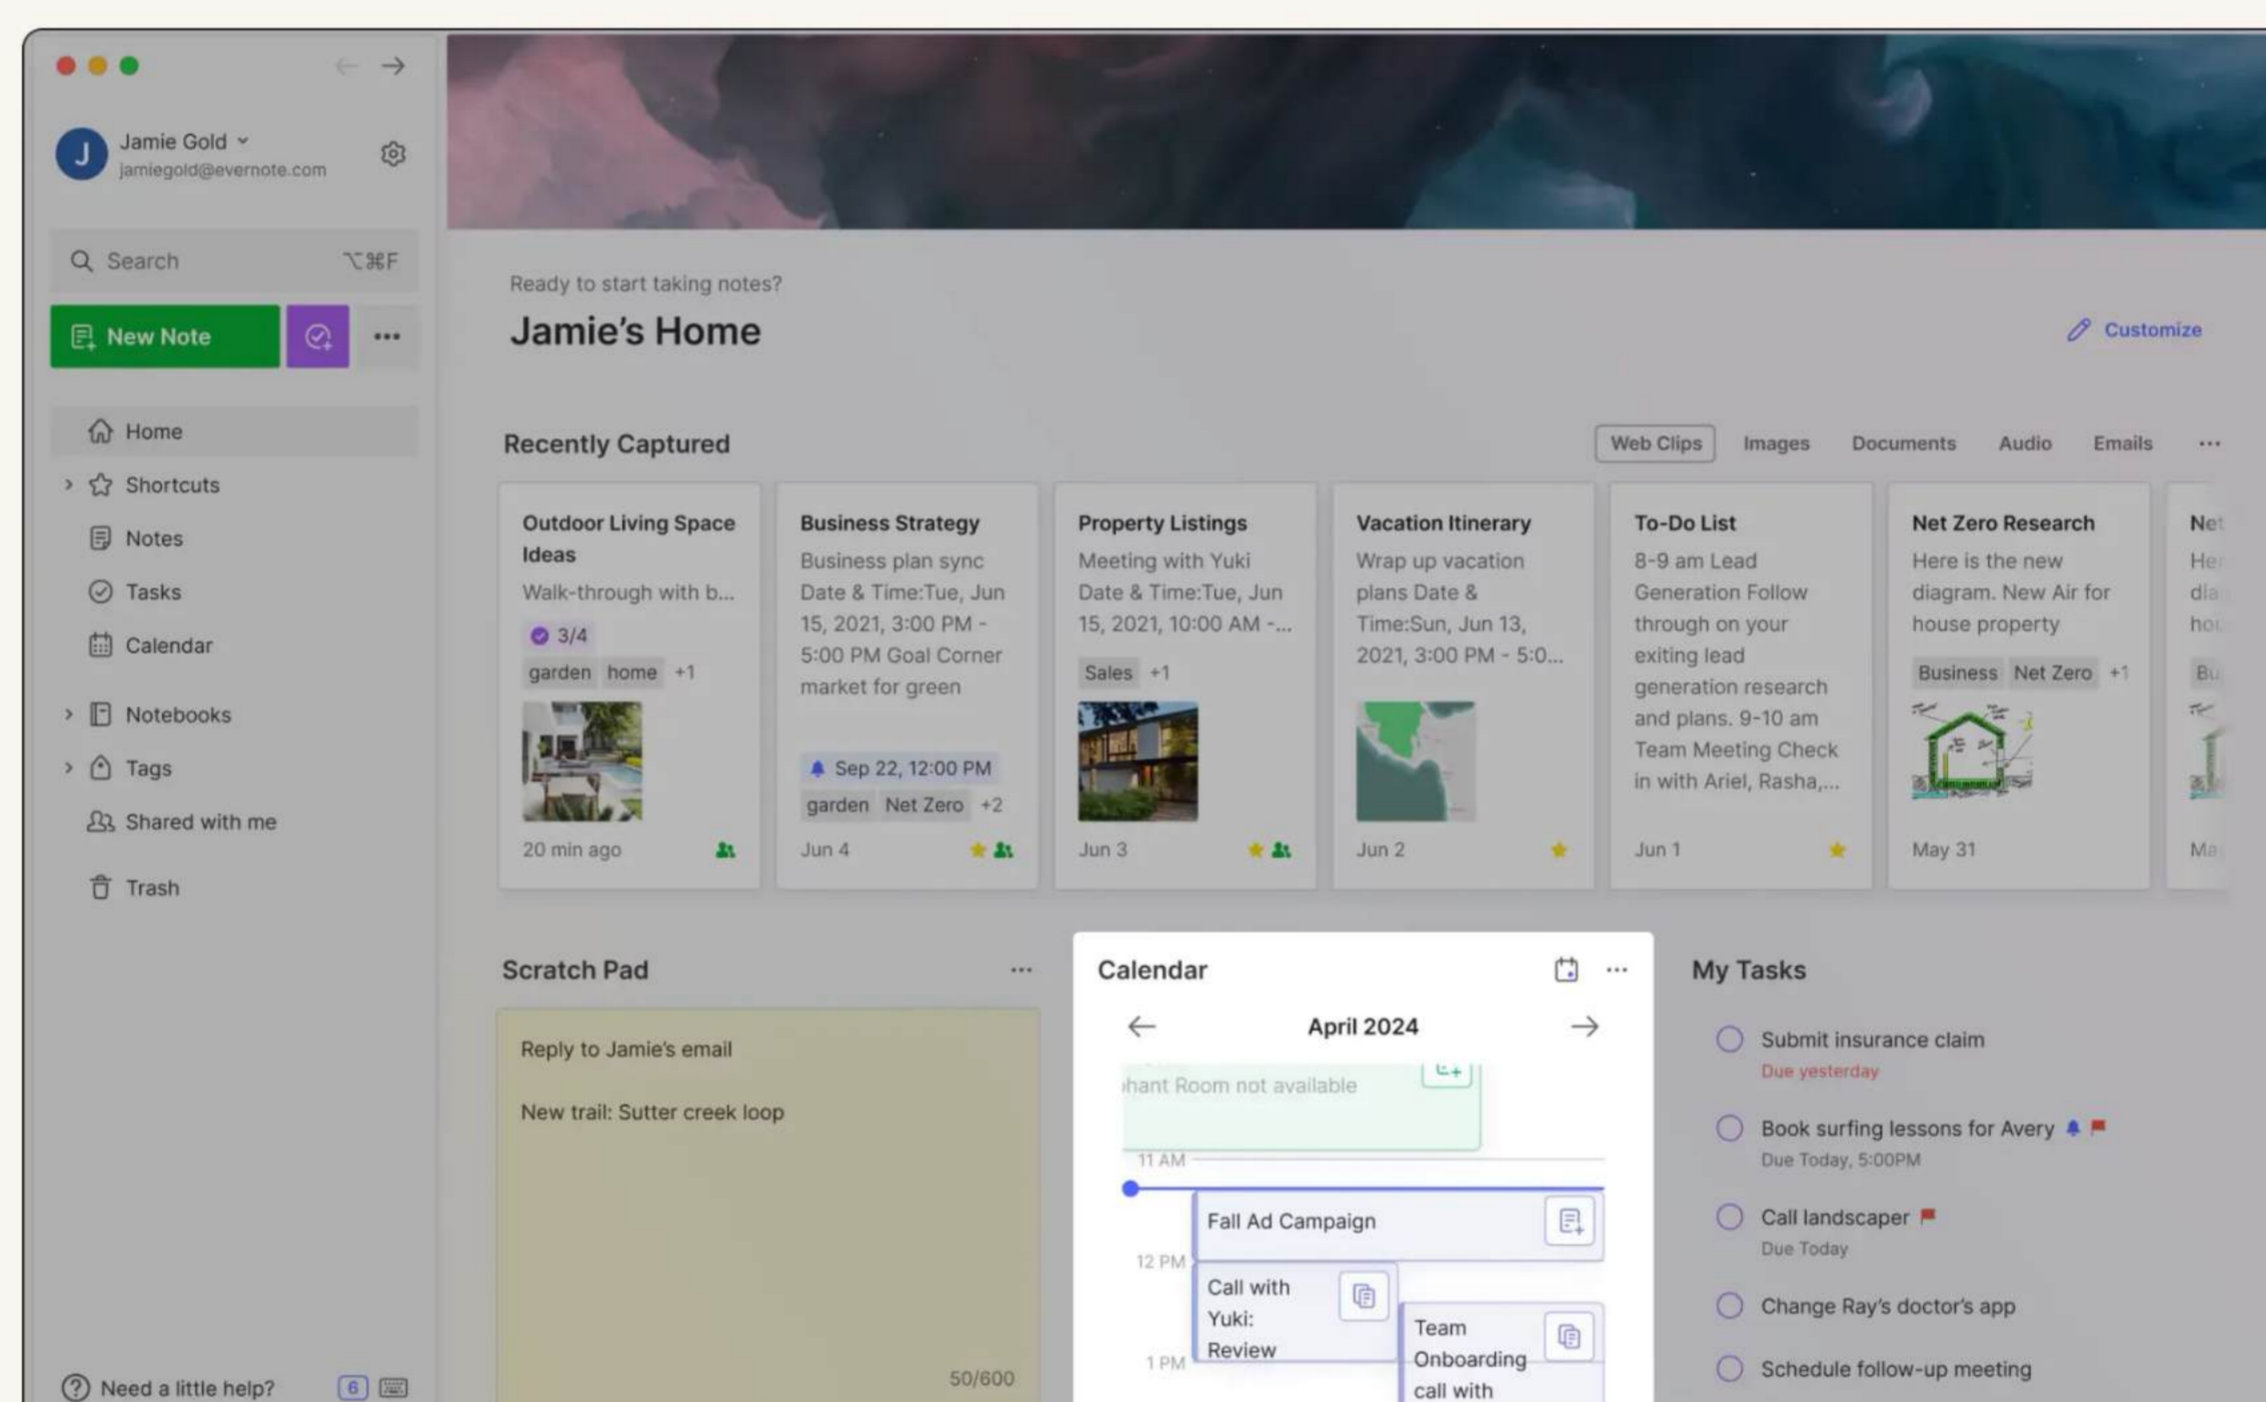 J
Jamie Gold
jamiegold@evernote.com
Search ⌥⌘F
New Note
Home
Shortcuts
Notes
Tasks
Calendar
Notebooks
Tags
Shared with me
Trash
Need a little help? 6
Ready to start taking notes?
Jamie’s Home
Customize
Recently Captured
Web Clips Images Documents Audio Emails ...
Outdoor Living Space
Ideas
Walk-through with b...
3/4
garden home +1
20 min ago
Business Strategy
Business plan sync
Date & Time:Tue, Jun
15, 2021, 3:00 PM -
5:00 PM Goal Corner
market for green
Sep 22, 12:00 PM
garden Net Zero +2
Jun 4
Property Listings
Meeting with Yuki
Date & Time:Tue, Jun
15, 2021, 10:00 AM -...
Sales +1
Jun 3
Vacation Itinerary
Wrap up vacation
plans Date &
Time:Sun, Jun 13,
2021, 3:00 PM - 5:0...
Jun 2
To-Do List
8-9 am Lead
Generation Follow
through on your
exiting lead
generation research
and plans. 9-10 am
Team Meeting Check
in with Ariel, Rasha,...
Jun 1
Net Zero Research
Here is the new
diagram. New Air for
house property
Business Net Zero +1
May 31
Net
Her
dia
hou
Bu
Ma
Scratch Pad ...
Reply to Jamie’s email
New trail: Sutter creek loop
50/600
Calendar ...
April 2024
phant Room not available
11 AM
Fall Ad Campaign
12 PM
Call with
Yuki:
Review
1 PM
Team
Onboarding
call with
My Tasks
Submit insurance claim
Due yesterday
Book surfing lessons for Avery
Due Today, 5:00PM
Call landscaper
Due Today
Change Ray’s doctor’s app
Schedule follow-up meeting